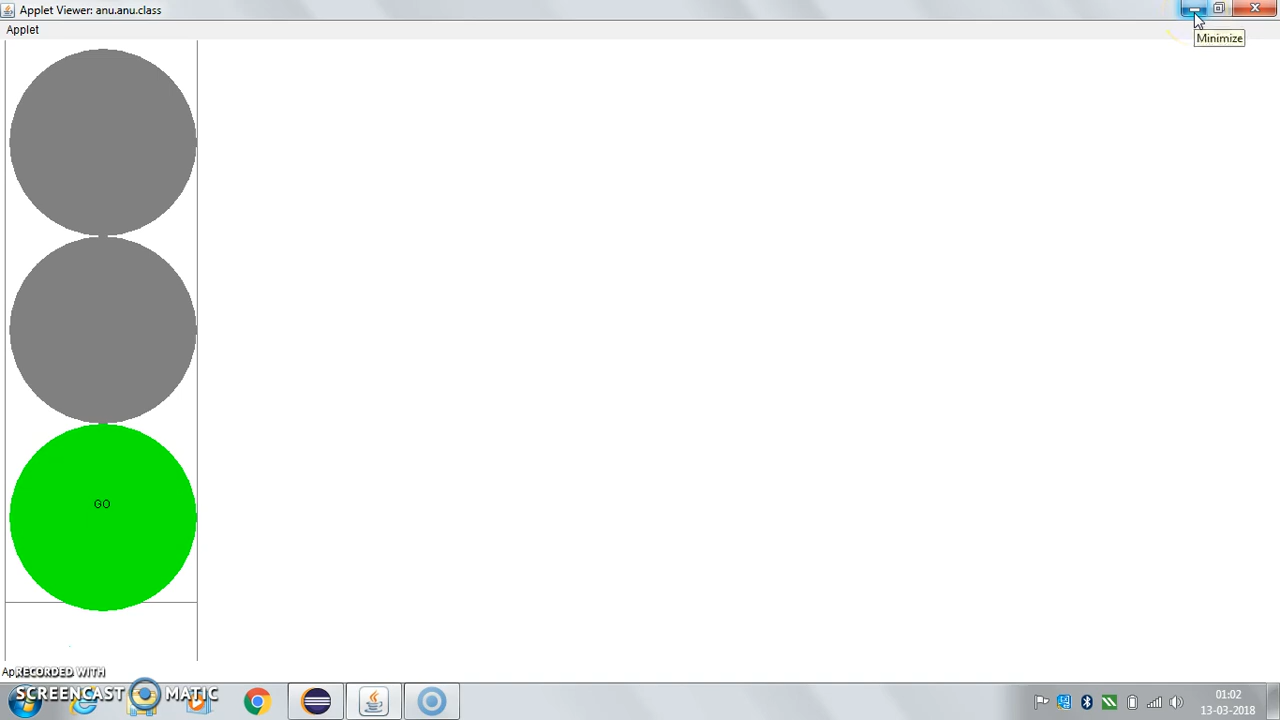 Applet Viewer: anu.anu.class
Applet
Minimize
GO
RECORDED WITH
SCREENCAST MATIC
01:02
13-03-2018